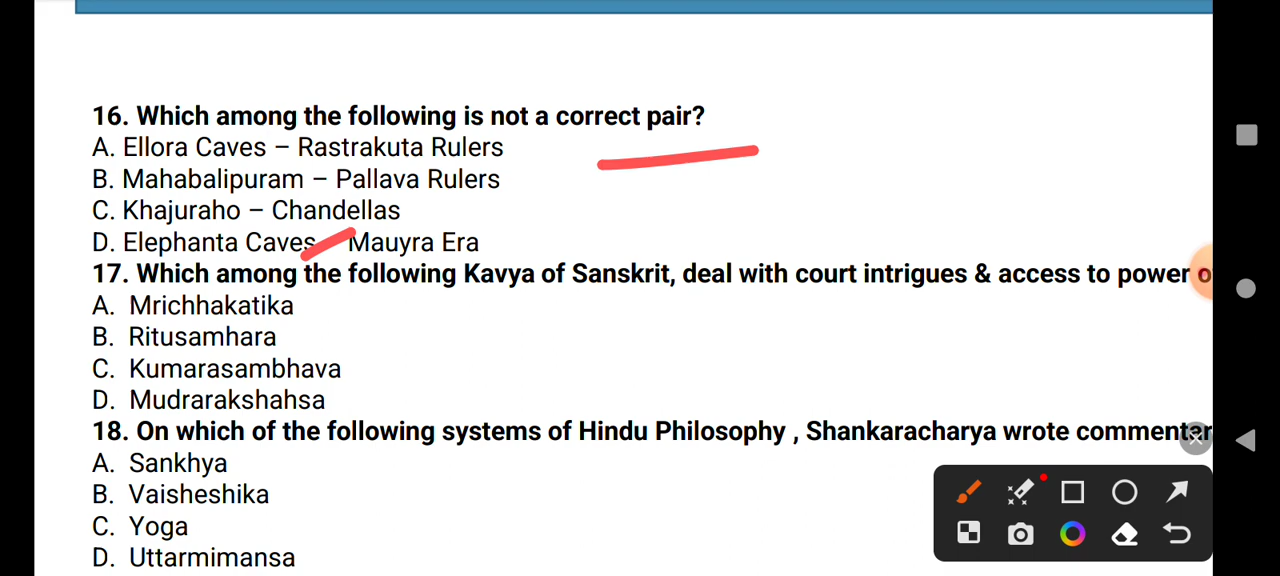 16. Which among the following is not a correct pair?
A. Ellora Caves – Rastrakuta Rulers
B. Mahabalipuram – Pallava Rulers
C. Khajuraho – Chandellas
D. Elephanta Caves Mauyra Era
17. Which among the following Kavya of Sanskrit, deal with court intrigues & access to power
A. Mrichhakatika
B. Ritusamhara
C. Kumarasambhava
D. Mudrarakshahsa
18. On which of the following systems of Hindu Philosophy , Shankaracharya wrote
A. Sankhya
B. Vaisheshika
C. Yoga
D. Uttarmimansa